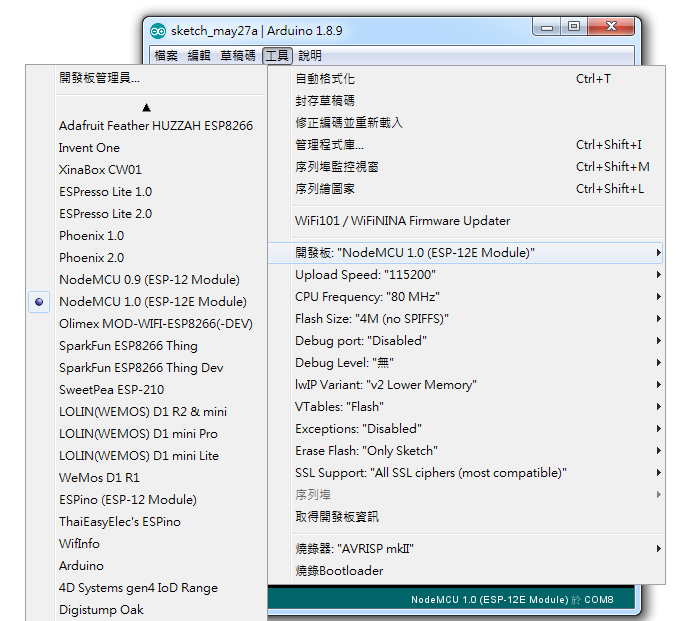 sketch_may27a | Arduino 1.8.9
檔案 編輯 草稿碼 工具 說明
開發板管理員...
Adafruit Feather HUZZAH ESP8266
Invent One
XinaBox CW01
ESPresso Lite 1.0
ESPresso Lite 2.0
Phoenix 1.0
Phoenix 2.0
NodeMCU 0.9 (ESP-12 Module)
NodeMCU 1.0 (ESP-12E Module)
Olimex MOD-WIFI-ESP8266(-DEV)
SparkFun ESP8266 Thing
SparkFun ESP8266 Thing Dev
SweetPea ESP-210
LOLIN(WEMOS) D1 R2 & mini
LOLIN(WEMOS) D1 mini Pro
LOLIN(WEMOS) D1 mini Lite
WeMos D1 R1
ESPino (ESP-12 Module)
ThaiEasyElec's ESPino
WifInfo
Arduino
4D Systems gen4 IoD Range
Digistump Oak
自動格式化 Ctrl+T
封存草稿碼
修正編碼並重新載入
管理程式庫... Ctrl+Shift+I
序列埠監控視窗 Ctrl+Shift+M
序列繪圖家 Ctrl+Shift+L
WiFi101 / WiFiNINA Firmware Updater
開發板: "NodeMCU 1.0 (ESP-12E Module)"
Upload Speed: "115200"
CPU Frequency: "80 MHz"
Flash Size: "4M (no SPIFFS)"
Debug port: "Disabled"
Debug Level: "無"
lwIP Variant: "v2 Lower Memory"
VTables: "Flash"
Exceptions: "Disabled"
Erase Flash: "Only Sketch"
SSL Support: "All SSL ciphers (most compatible)"
序列埠
取得開發板資訊
燒錄器: "AVRISP mkII"
燒錄Bootloader
NodeMCU 1.0 (ESP-12E Module) 於 COM8